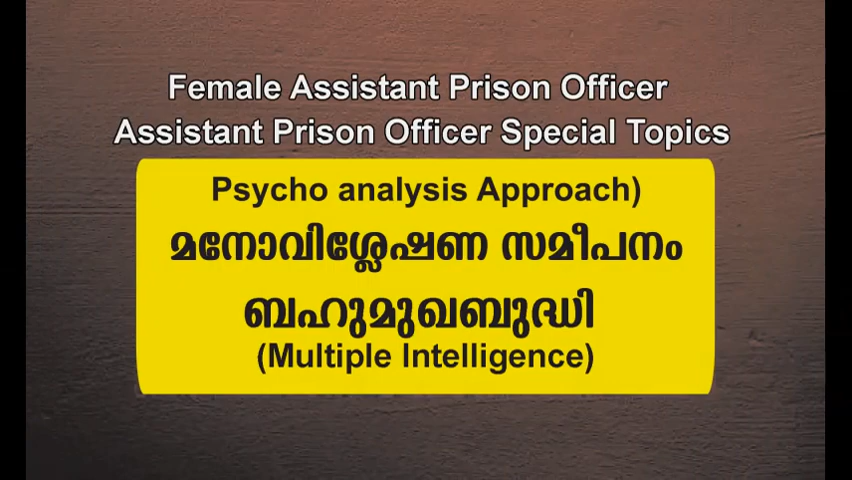 Female Assistant Prison Officer
Assistant Prison Officer Special Topics
Psycho analysis Approach)
മനോവിശ്ലേഷണ സമീപനം
ബഹുമുഖബുദ്ധി
(Multiple Intelligence)